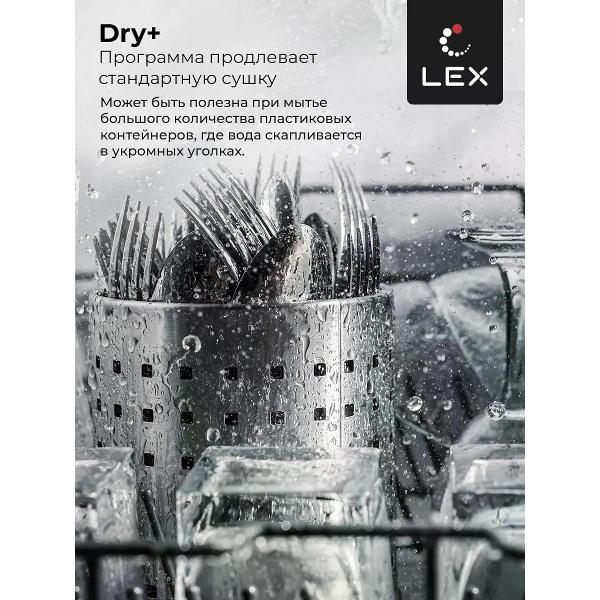 Dry+
Программа продлевает
стандартную сушку
Может быть полезна при мытье
большого количества пластиковых
контейнеров, где вода скапливается
в укромных уголках.
LEX